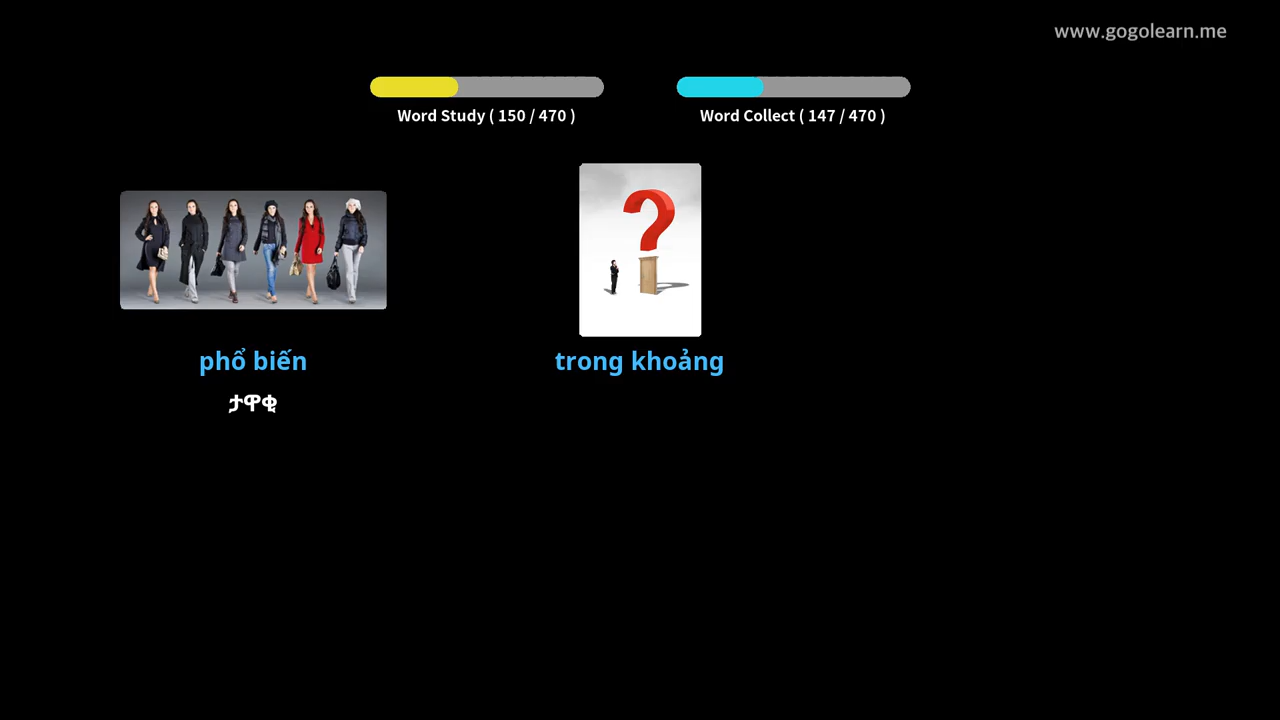 www.gogolearn.me
Word Study ( 150 / 470 )
Word Collect ( 147 / 470 )
phổ biến
trong khoảng
ታዋቂ